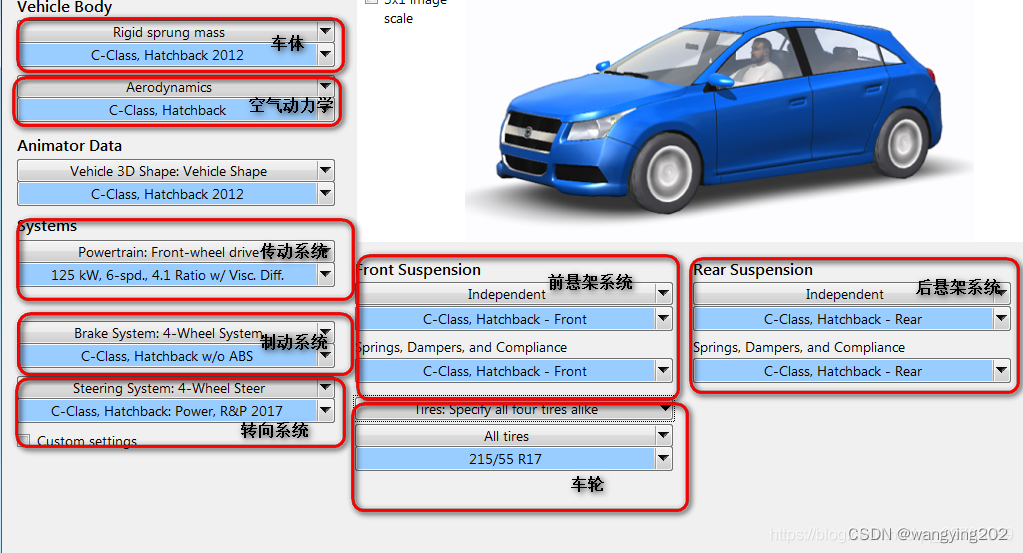 Vehicle Body
Rigid sprung mass
车体
C-Class, Hatchback 2012
Aerodynamics
空气动力学
C-Class, Hatchback
Animator Data
Vehicle 3D Shape: Vehicle Shape
C-Class, Hatchback 2012
Systems
Powertrain: Front-wheel drive
传动系统
125 kW, 6-spd., 4.1 Ratio w/ Visc. Diff.
Brake System: 4-Wheel System
制动系统
C-Class, Hatchback w/o ABS
Steering System: 4-Wheel Steer
C-Class, Hatchback: Power, R&P 2017
转向系统
Custom settings
scale
Front Suspension
前悬架系统
Independent
C-Class, Hatchback - Front
Springs, Dampers, and Compliance
C-Class, Hatchback - Front
Tires: Specify all four tires alike
All tires
215/55 R17
车轮
Rear Suspension
后悬架系统
Independent
C-Class, Hatchback - Rear
Springs, Dampers, and Compliance
C-Class, Hatchback - Rear
CSDN @wangying202